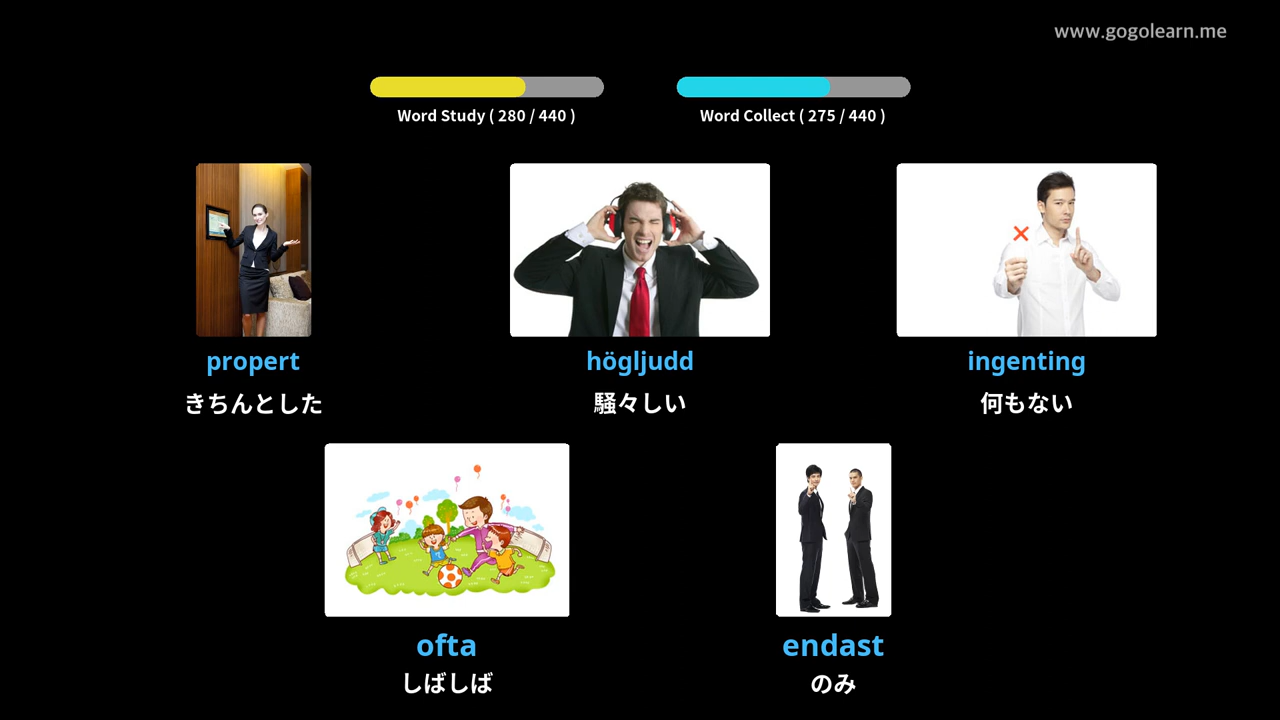 www.gogolearn.me
Word Study ( 280 / 440 )
Word Collect ( 275 / 440 )
propert
högljudd
ingenting
きちんとした
騒々しい
何もない
ofta
endast
しばしば
のみ